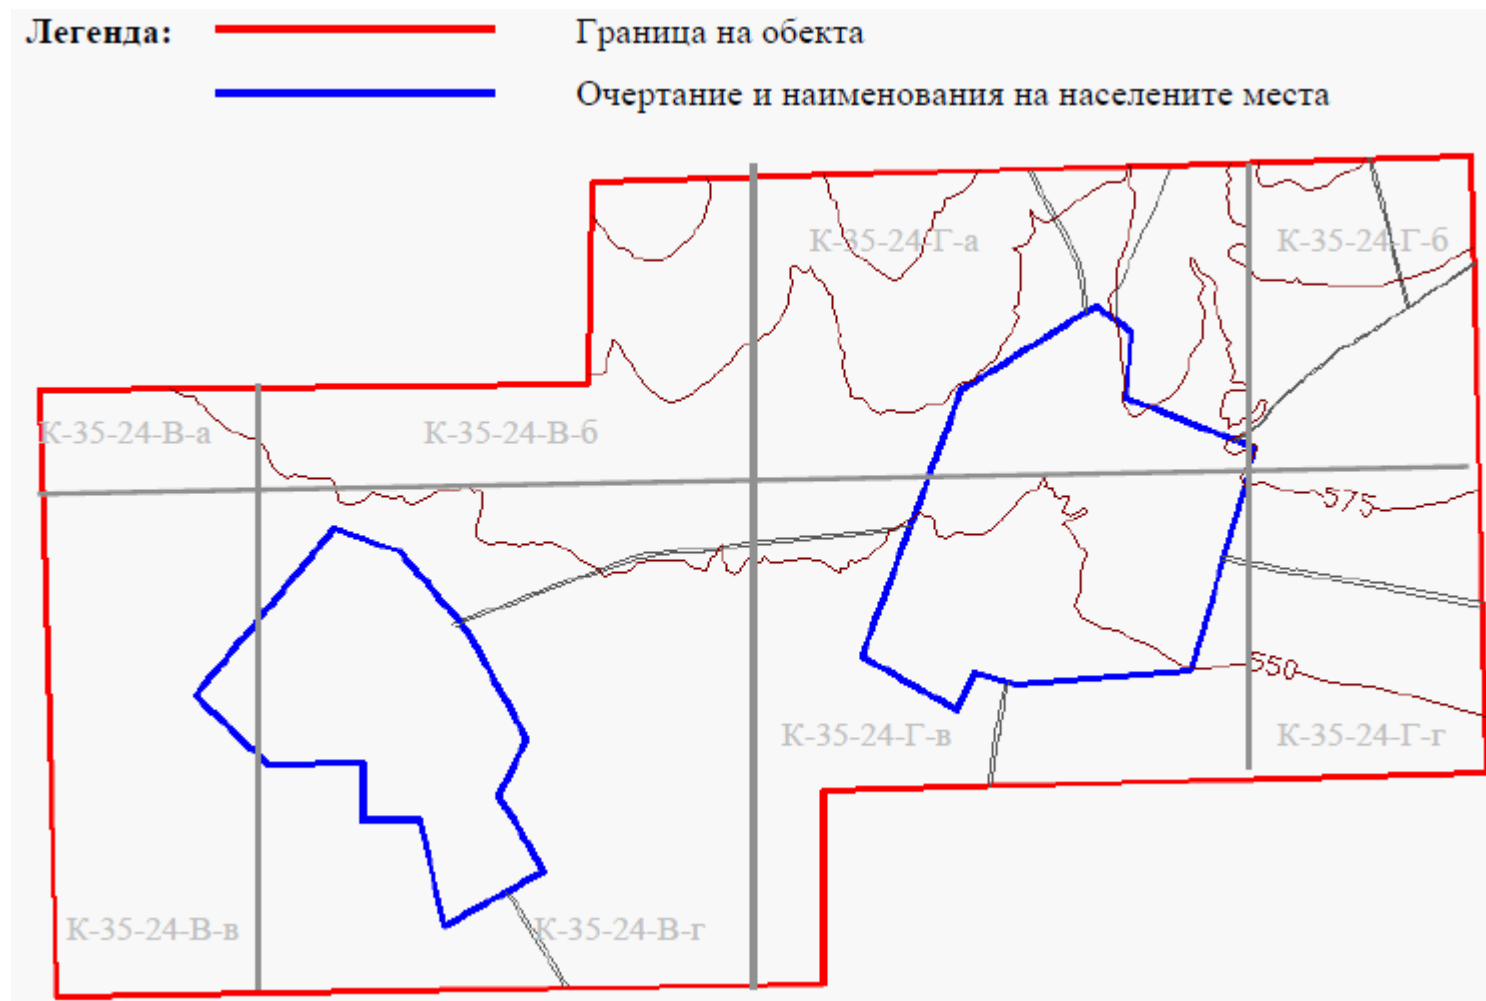 Легенда: Граница на обекта
Очертание и наименования на населените места
К-35-24-Г-а
К-35-24-Г-б
К-35-24-В-а
К-35-24-В-б
575
550
К-35-24-Г-в
К-35-24-Г-г
К-35-24-В-в
К-35-24-В-г